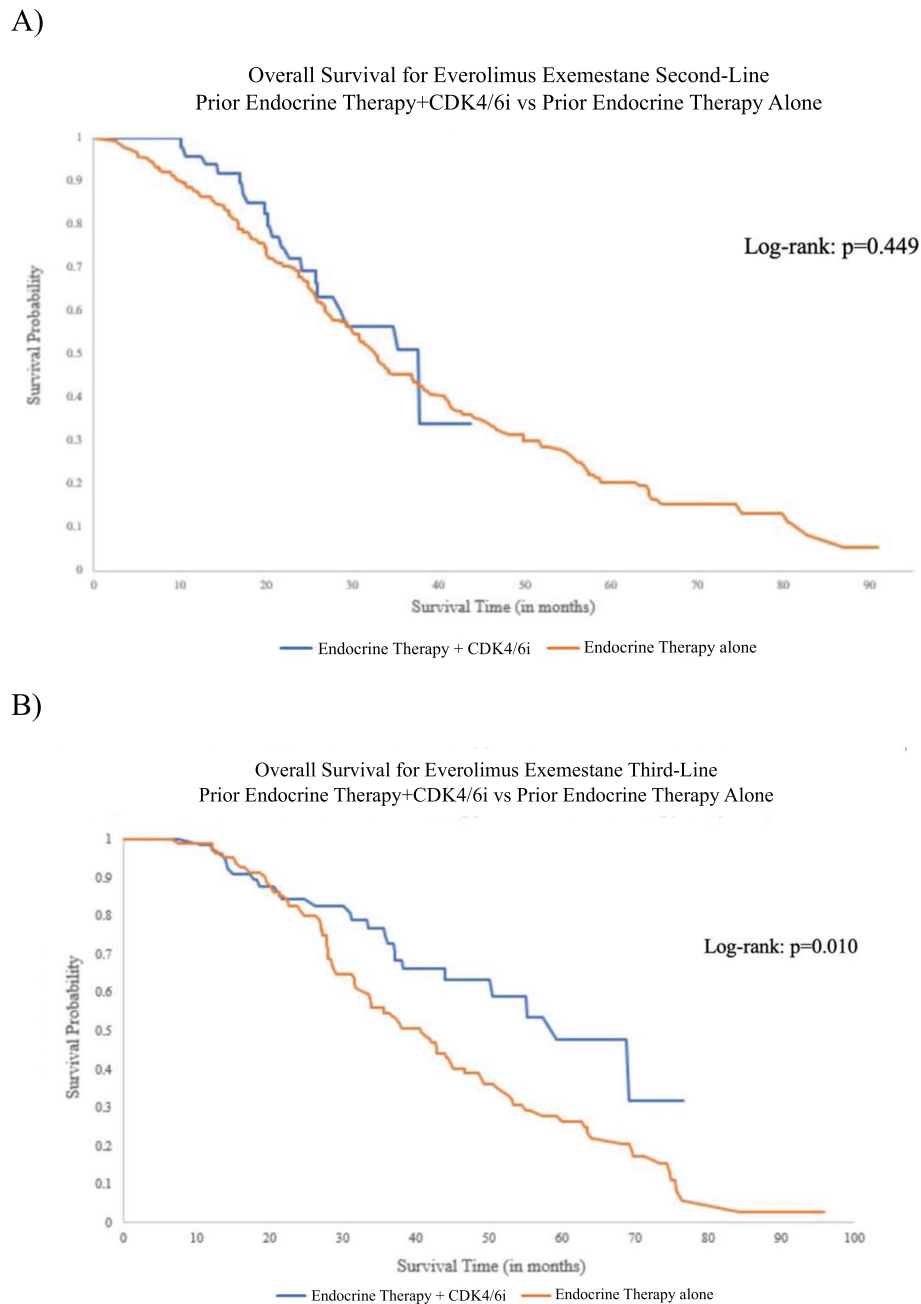 A)
Overall Survival for Everolimus Exemestane Second-Line
Prior Endocrine Therapy+CDK4/6i vs Prior Endocrine Therapy Alone
1
0.9
0.8
0.7
0.6
0.5
0.4
0.3
0.2
0.1
0
Survival Probability
Log-rank: p=0.449
0 10 20 30 40 50 60 70 80 90
Survival Time (in months)
Endocrine Therapy + CDK4/6i Endocrine Therapy alone
B)
Overall Survival for Everolimus Exemestane Third-Line
Prior Endocrine Therapy+CDK4/6i vs Prior Endocrine Therapy Alone
1
0.9
0.8
0.7
0.6
0.5
0.4
0.3
0.2
0.1
0
Survival Probability
Log-rank: p=0.010
0 10 20 30 40 50 60 70 80 90 100
Survival Time (in months)
Endocrine Therapy + CDK4/6i Endocrine Therapy alone